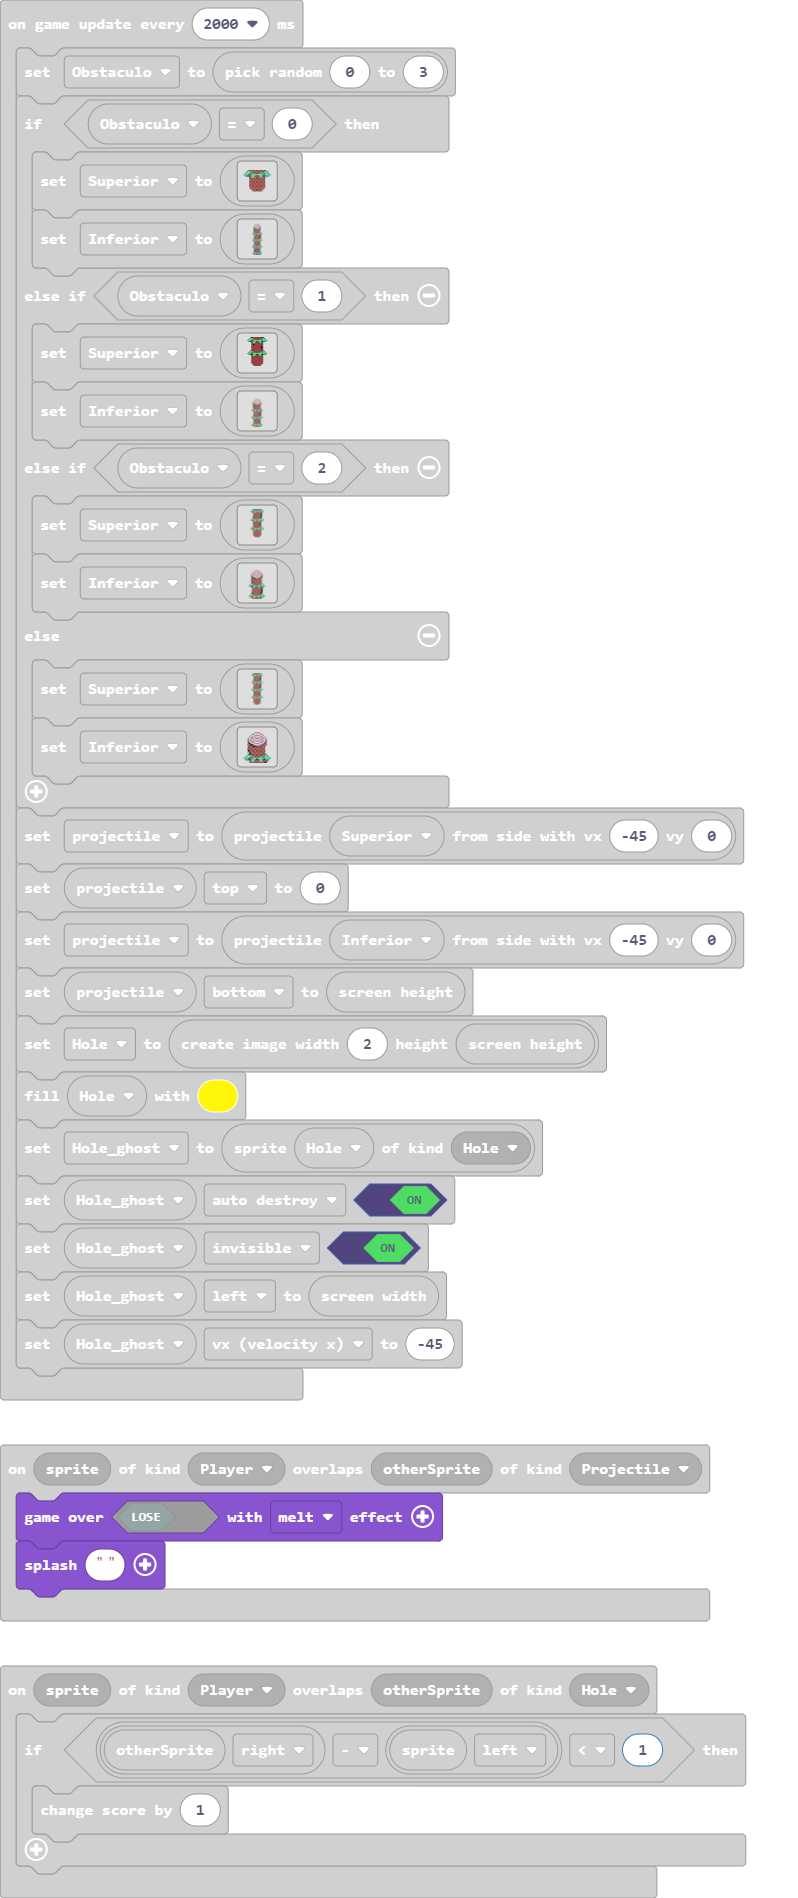 on game update every 2000 ms
set Obstaculo to pick random 0 to 3
if Obstaculo = 0 then
set Superior to
set Inferior to
else if Obstaculo = 1 then
set Superior to
set Inferior to
else if Obstaculo = 2 then
set Superior to
set Inferior to
else
set Superior to
set Inferior to
set projectile to projectile Superior from side with vx -45 vy 0
set projectile top to 0
set projectile to projectile Inferior from side with vx -45 vy 0
set projectile bottom to screen height
set Hole to create image width 2 height screen height
fill Hole with
set Hole_ghost to sprite Hole of kind Hole
set Hole_ghost auto destroy ON
set Hole_ghost invisible ON
set Hole_ghost left to screen width
set Hole_ghost vx (velocity x) to -45
on sprite of kind Player overlaps otherSprite of kind Projectile
game over LOSE with melt effect
splash " "
on sprite of kind Player overlaps otherSprite of kind Hole
if otherSprite right - sprite left < 1 then
change score by 1